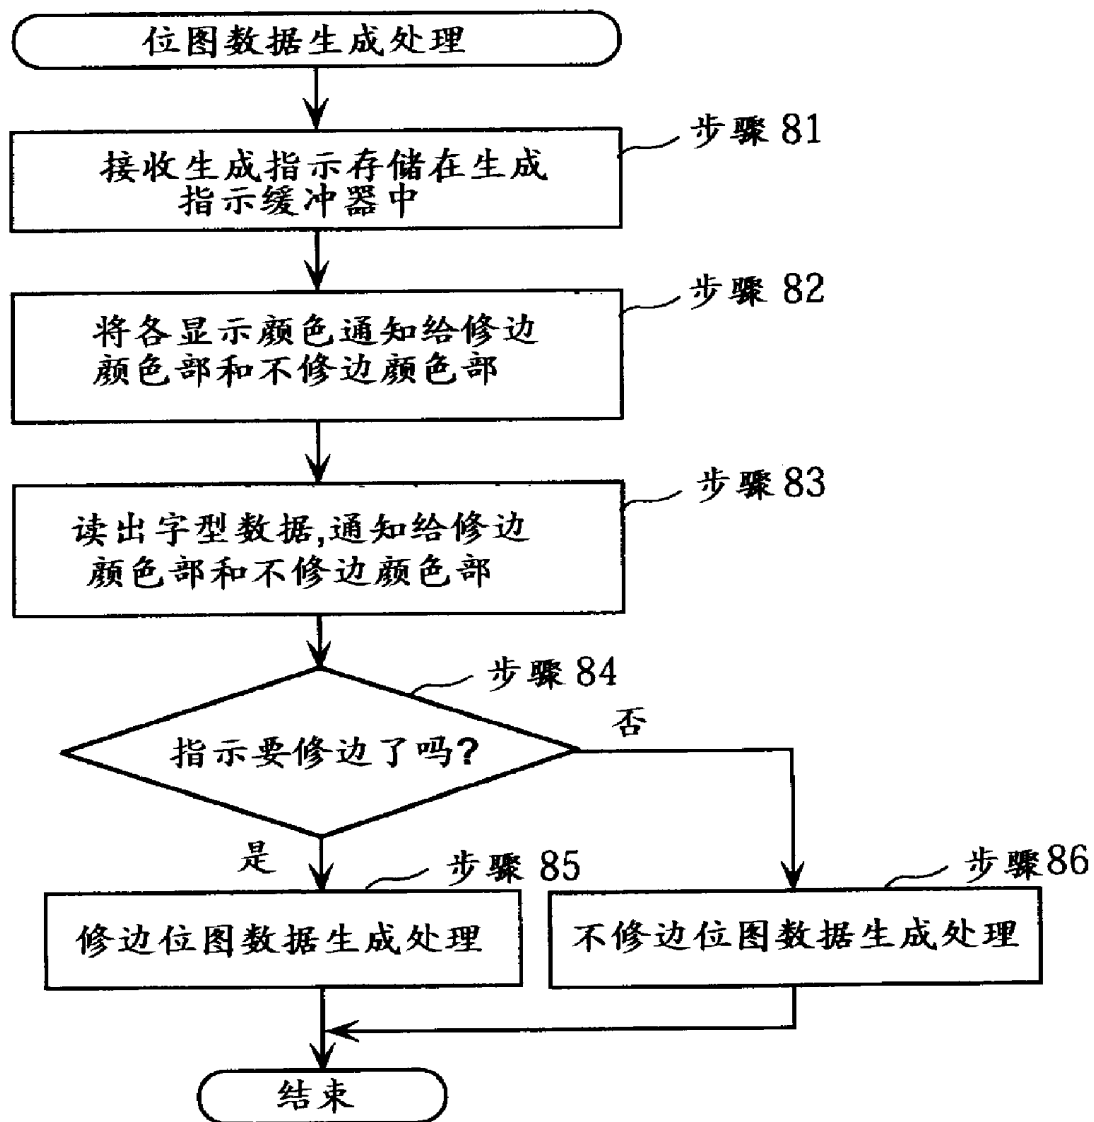 位图数据生成处理
步骤 81
接收生成指示存储在生成
指示缓冲器中
步骤 82
将各显示颜色通知给修边
颜色部和不修边颜色部
步骤 83
读出字型数据,通知给修边
颜色部和不修边颜色部
步骤 84
否
指示要修边了吗?
是
步骤 85
步骤86
修边位图数据生成处理
不修边位图数据生成处理
结束